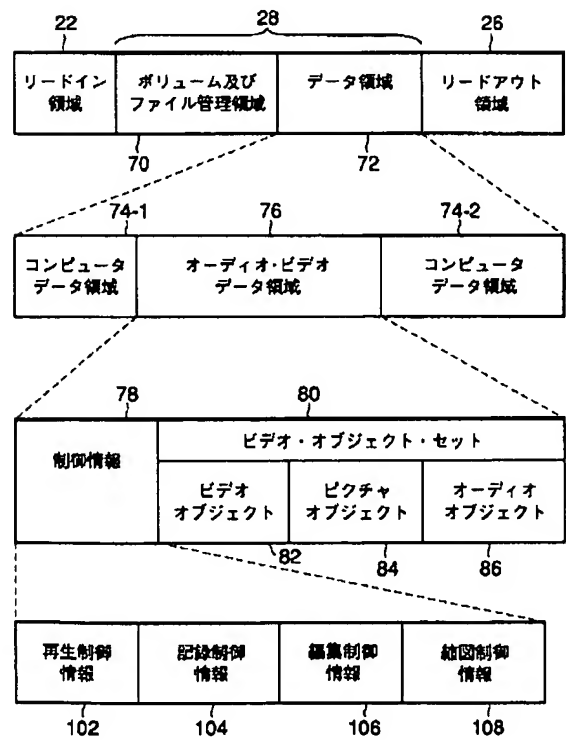 22
28
26
リードイン
領域
ボリューム及び
ファイル管理領域
データ領域
リードアウト
領域
70
72
74-1
76
74-2
コンピュータ
データ領域
オーディオ・ビデオ
データ領域
コンピュータ
データ領域
78
80
制御情報
ビデオ・オブジェクト・セット
ビデオ
オブジェクト
ピクチャ
オブジェクト
オーディオ
オブジェクト
82
84
86
再生制御
情報
記録制御
情報
編集制御
情報
縮図制御
情報
102
104
106
108